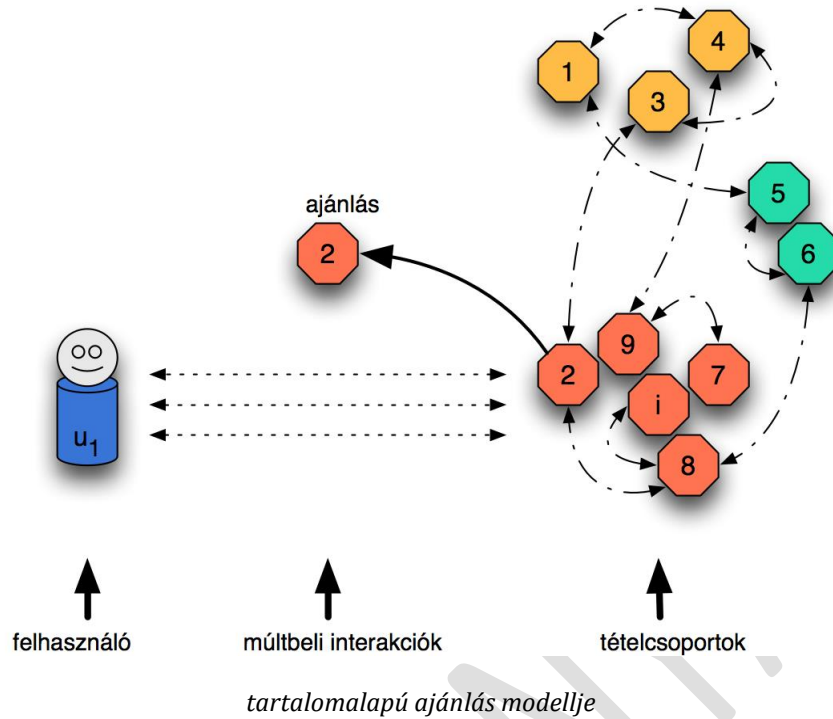 4
1
3
5
ajánlás
2
6
9
2
7
i
u1
8
felhasználó
múltbeli interakciók
tételcsoportok
tartalomalapú ajánlás modellje